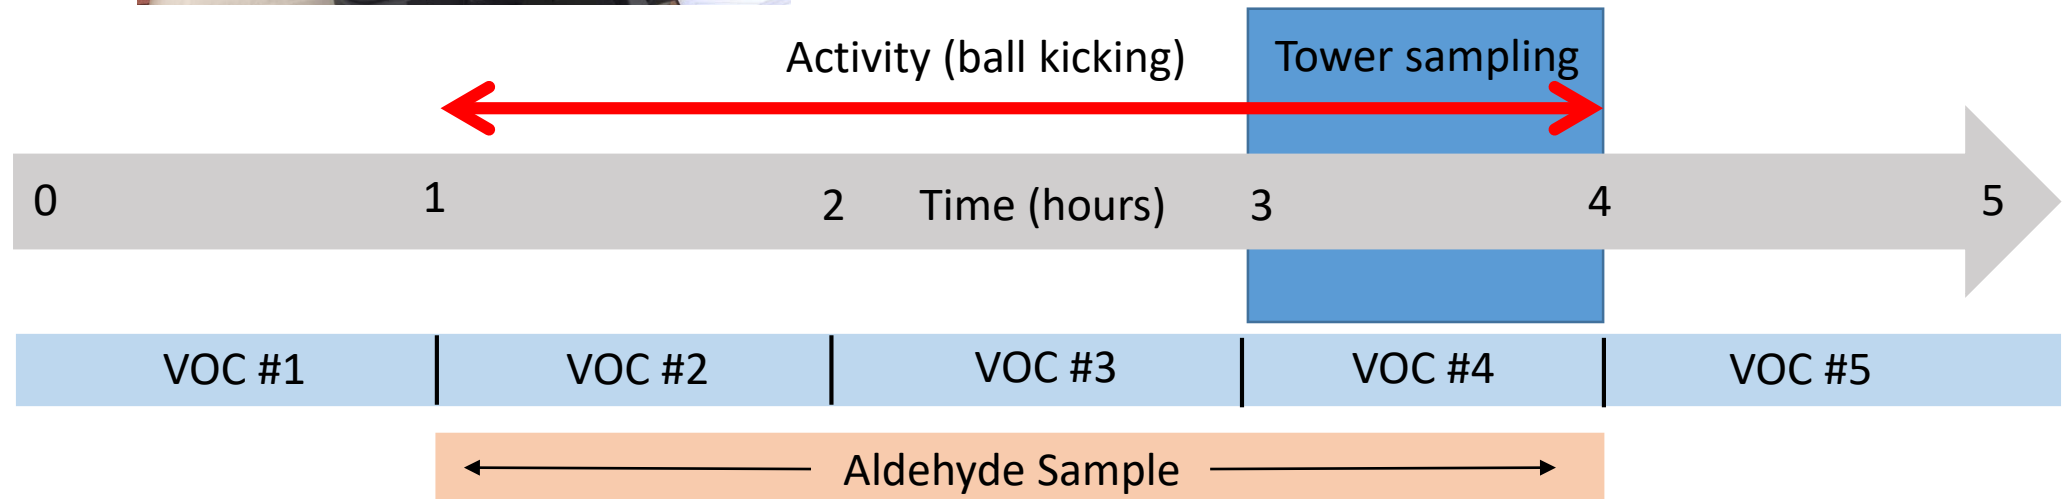 Activity (ball kicking) Tower sampling
0 1 2 Time (hours) 3 4 5
VOC #1 VOC #2 VOC #3 VOC #4 VOC #5
Aldehyde Sample